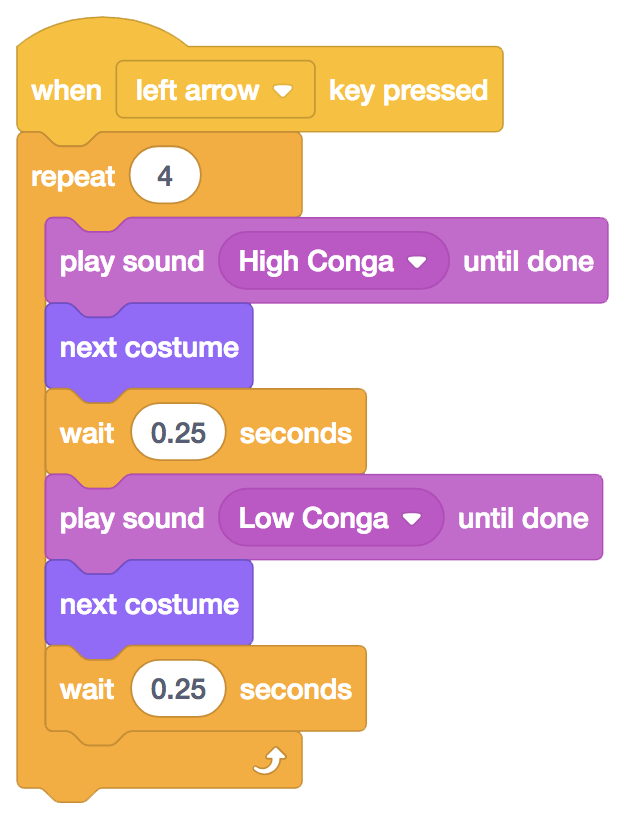 when left arrow key pressed
repeat 4
play sound High Conga until done
next costume
wait 0.25 seconds
play sound Low Conga until done
next costume
wait 0.25 seconds